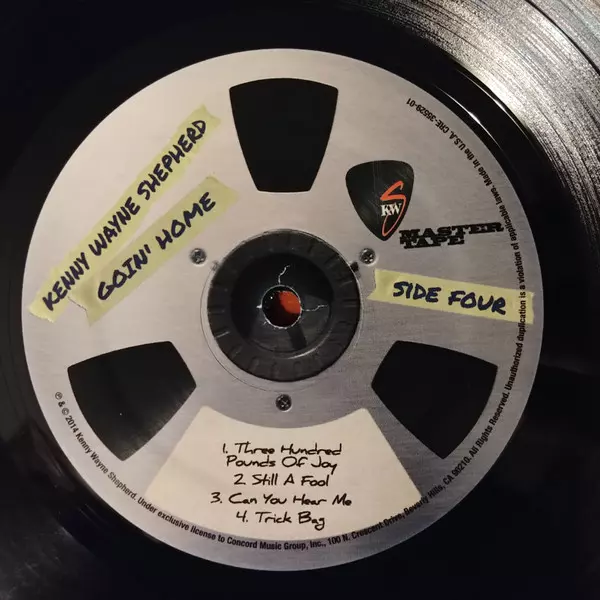 KENNY WAYNE SHEPHERD
GOIN' HOME
KWS
MASTER
TAPE
SIDE FOUR
1. Three Hundred
Pounds Of Joy
2. Still A Fool
3. Can You Hear Me
4. Trick Bag
℗ & © 2014 Kenny Wayne Shepherd. Under exclusive license to Concord Music Group, Inc., 100 N. Crescent Drive, Beverly Hills, CA 90210. All Rights Reserved. Unauthorized duplication is a violation of applicable laws. Made in the U.S.A. CRE-35529-01